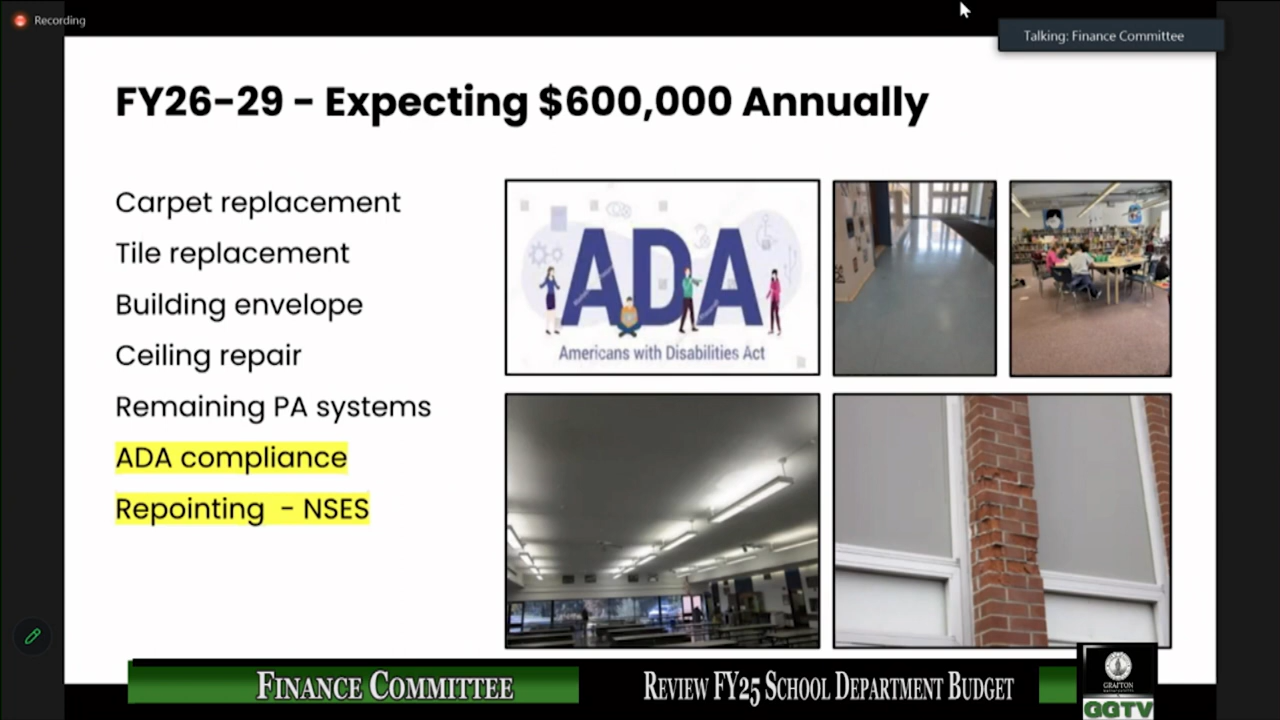 Recording
Talking: Finance Committee
FY26-29 - Expecting $600,000 Annually
Carpet replacement
Tile replacement
Building envelope
Ceiling repair
Remaining PA systems
ADA compliance
Repointing - NSES
ADA
Americans with Disabilities Act
FINANCE COMMITTEE
REVIEW FY25 SCHOOL DEPARTMENT BUDGET
GRAFTON
GGTV